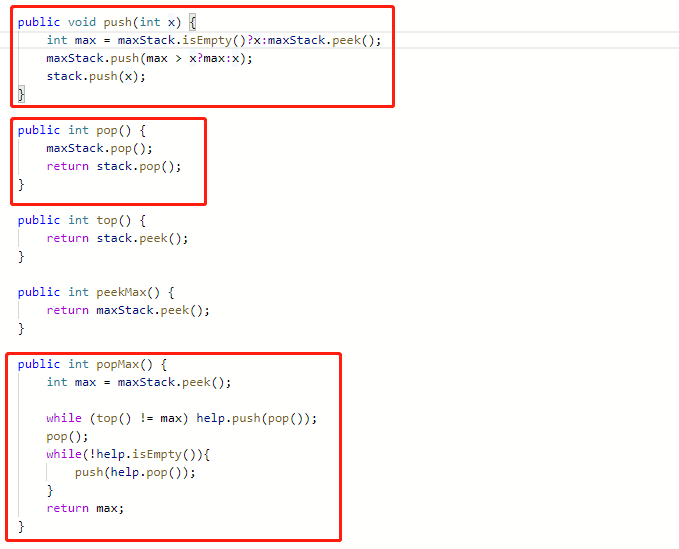 public void push(int x) {
int max = maxStack.isEmpty()?x:maxStack.peek();
maxStack.push(max > x?max:x);
stack.push(x);
}
public int pop() {
maxStack.pop();
return stack.pop();
}
public int top() {
return stack.peek();
}
public int peekMax() {
return maxStack.peek();
}
public int popMax() {
int max = maxStack.peek();
while (top() != max) help.push(pop());
pop();
while(!help.isEmpty()){
push(help.pop());
}
return max;
}